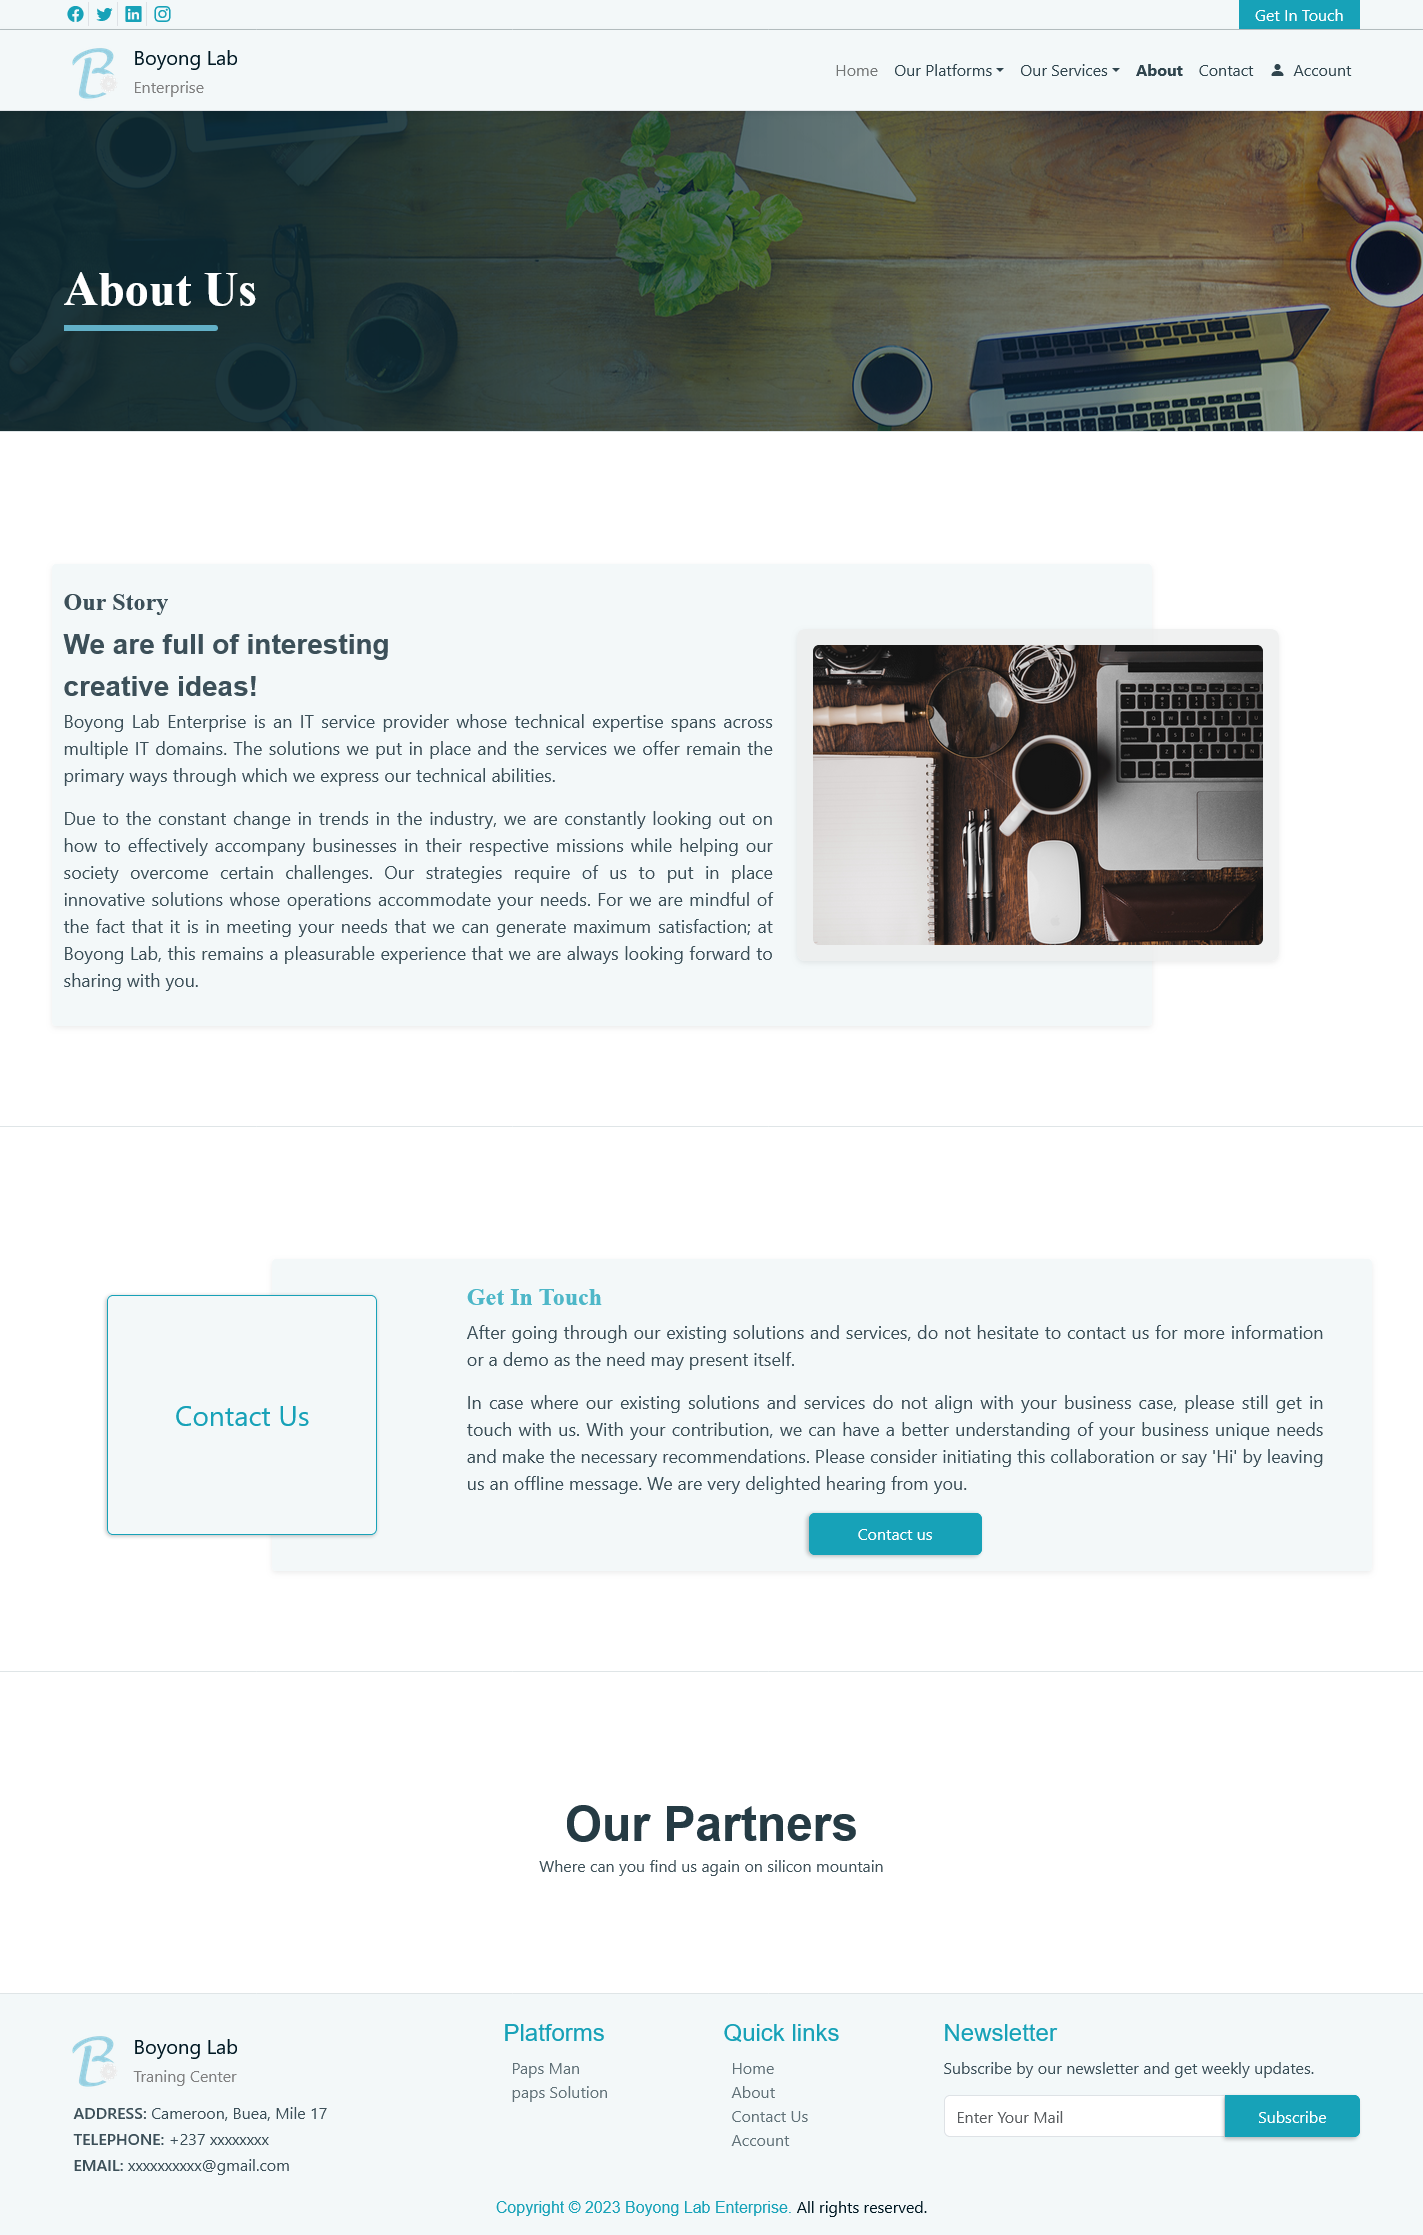 Get In Touch
Boyong Lab
Enterprise
Home Our Platforms Our Services About Contact Account
About Us
Our Story
We are full of interesting
creative ideas!
Boyong Lab Enterprise is an IT service provider whose technical expertise spans across
multiple IT domains. The solutions we put in place and the services we offer remain the
primary ways through which we express our technical abilities.
Due to the constant change in trends in the industry, we are constantly looking out on
how to effectively accompany businesses in their respective missions while helping our
society overcome certain challenges. Our strategies require of us to put in place
innovative solutions whose operations accommodate your needs. For we are mindful of
the fact that it is in meeting your needs that we can generate maximum satisfaction; at
Boyong Lab, this remains a pleasurable experience that we are always looking forward to
sharing with you.
Contact Us
Get In Touch
After going through our existing solutions and services, do not hesitate to contact us for more information
or a demo as the need may present itself.
In case where our existing solutions and services do not align with your business case, please still get in
touch with us. With your contribution, we can have a better understanding of your business unique needs
and make the necessary recommendations. Please consider initiating this collaboration or say 'Hi' by leaving
us an offline message. We are very delighted hearing from you.
Contact us
Our Partners
Where can you find us again on silicon mountain
Boyong Lab
Traning Center
ADDRESS: Cameroon, Buea, Mile 17
TELEPHONE: +237 xxxxxxxx
EMAIL: xxxxxxxxxx@gmail.com
Platforms
Paps Man
paps Solution
Quick links
Home
About
Contact Us
Account
Newsletter
Subscribe by our newsletter and get weekly updates.
Enter Your Mail Subscribe
Copyright © 2023 Boyong Lab Enterprise. All rights reserved.